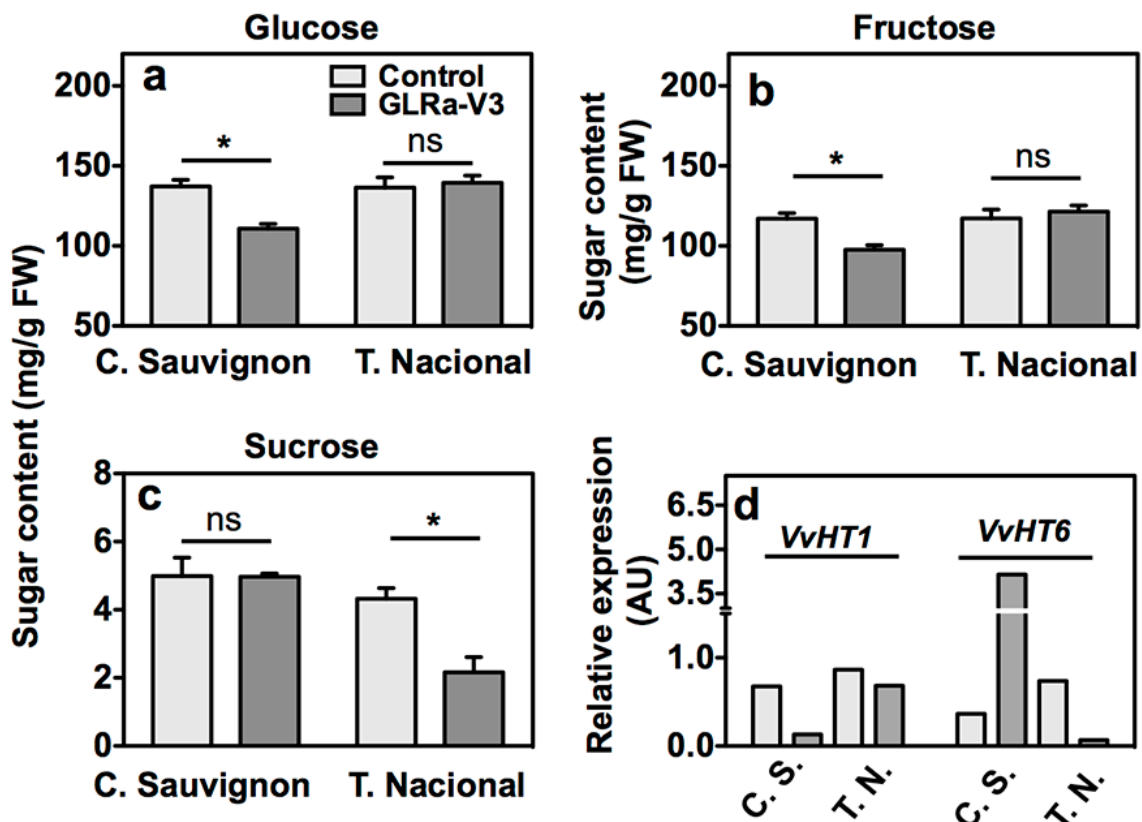 Glucose
a
Control
GLRa-V3
*
ns
200
150
100
50
C. Sauvignon
T. Nacional
Fructose
b
*
ns
Sugar content
(mg/g FW)
200
150
100
50
C. Sauvignon
T. Nacional
Sugar content (mg/g FW)
Sucrose
c
ns
*
8
6
4
2
0
C. Sauvignon
T. Nacional
d
VvHT1
VvHT6
Relative expression
(AU)
6.5
5.0
3.5
1.0
0.0
C. S.
T. N.
C. S.
T. N.